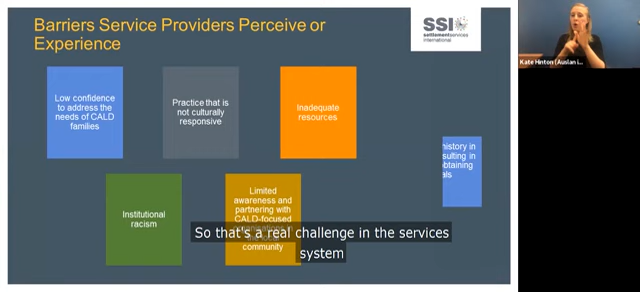 Barriers Service Providers Perceive or
Experience
SSI
settlement services
international
Kate Hinton (Auslan i...
Low confidence
to address the
needs of CALD
families
Practice that is
not culturally
responsive
Inadequate
resources
history in
sulting in
btaining
als
Institutional
racism
Limited
awareness and
partnering with
CALD-focused
community
So that's a real challenge in the services
system